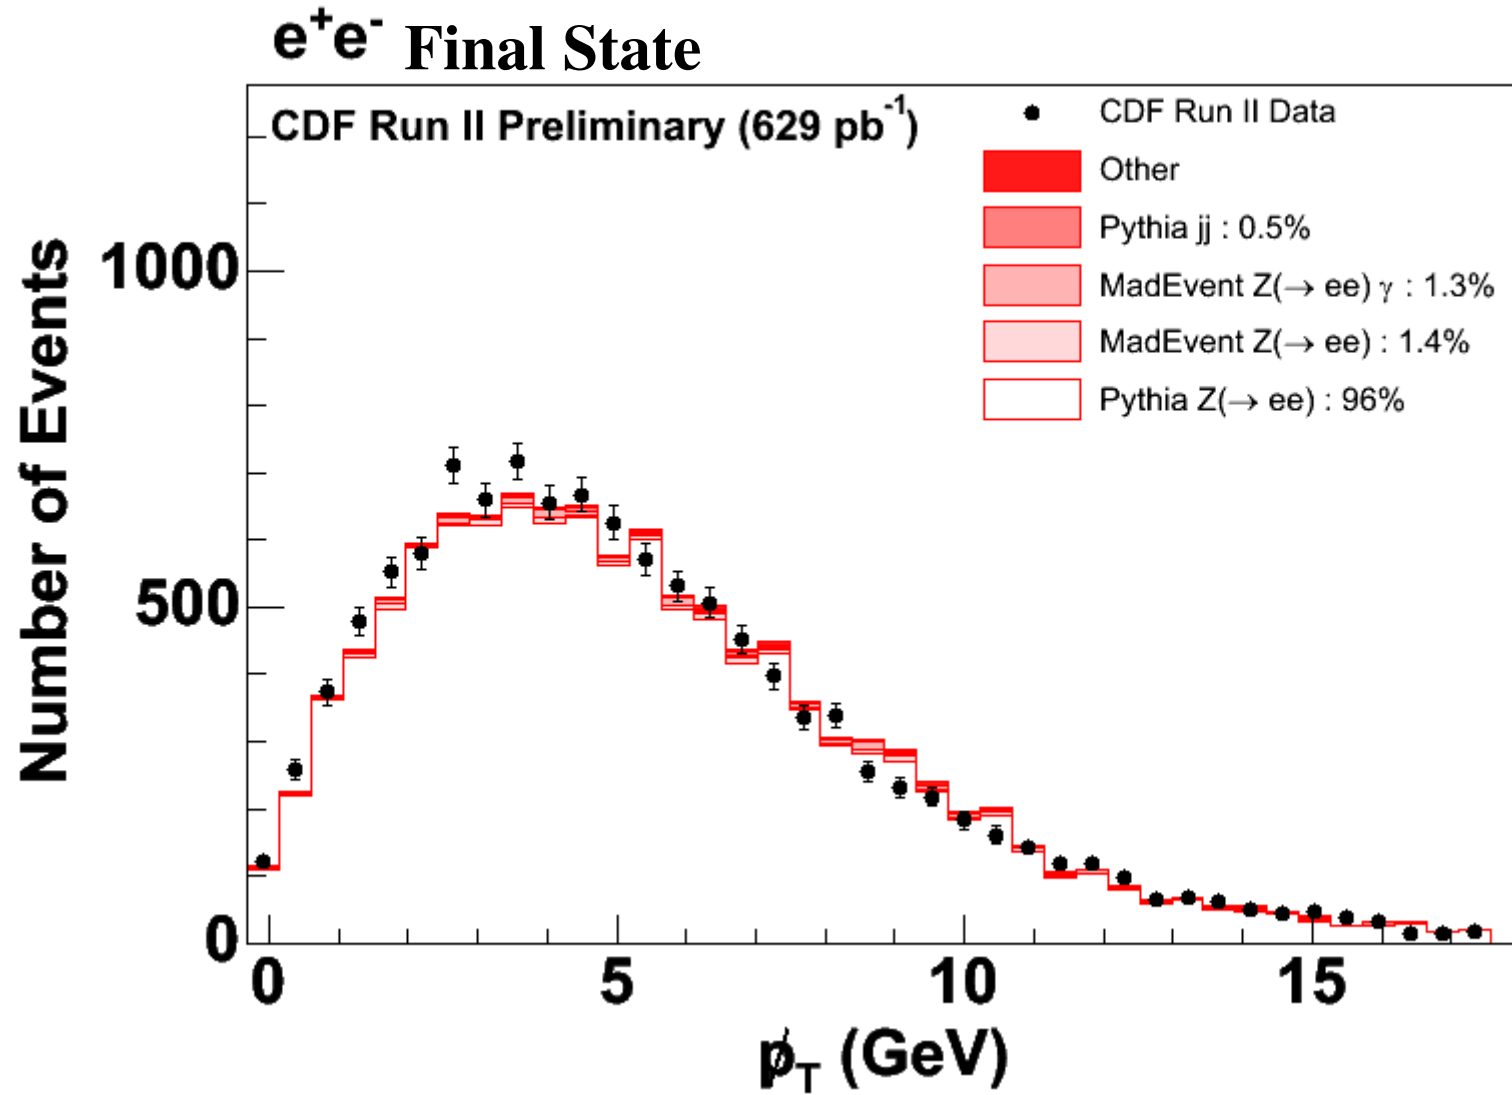 e⁺e⁻ Final State
CDF Run II Preliminary (629 pb⁻¹)
CDF Run II Data
Other
Pythia jj : 0.5%
MadEvent Z(→ ee) γ : 1.3%
MadEvent Z(→ ee) : 1.4%
Pythia Z(→ ee) : 96%
Number of Events
1000
500
0
0 5 10 15
p̸T (GeV)